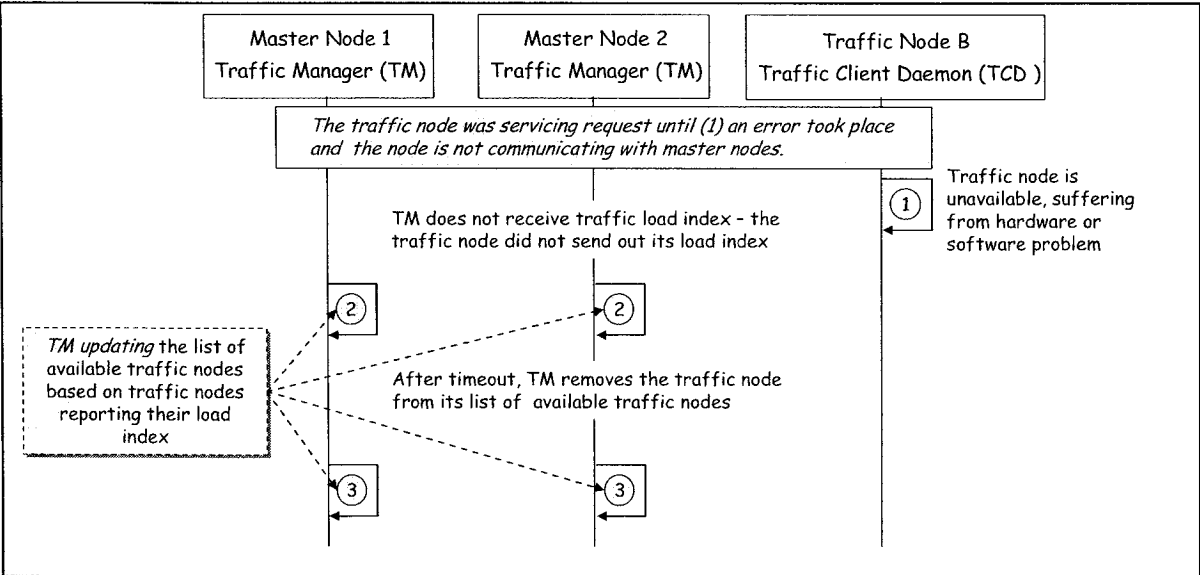 Master Node 1
Traffic Manager (TM)
Master Node 2
Traffic Manager (TM)
Traffic Node B
Traffic Client Daemon (TCD )
The traffic node was servicing request until (1) an error took place
and the node is not communicating with master nodes.
1
Traffic node is
unavailable, suffering
from hardware or
software problem
TM does not receive traffic load index - the
traffic node did not send out its load index
2
2
TM updating the list of
available traffic nodes
based on traffic nodes
reporting their load
index
After timeout, TM removes the traffic node
from its list of available traffic nodes
3
3